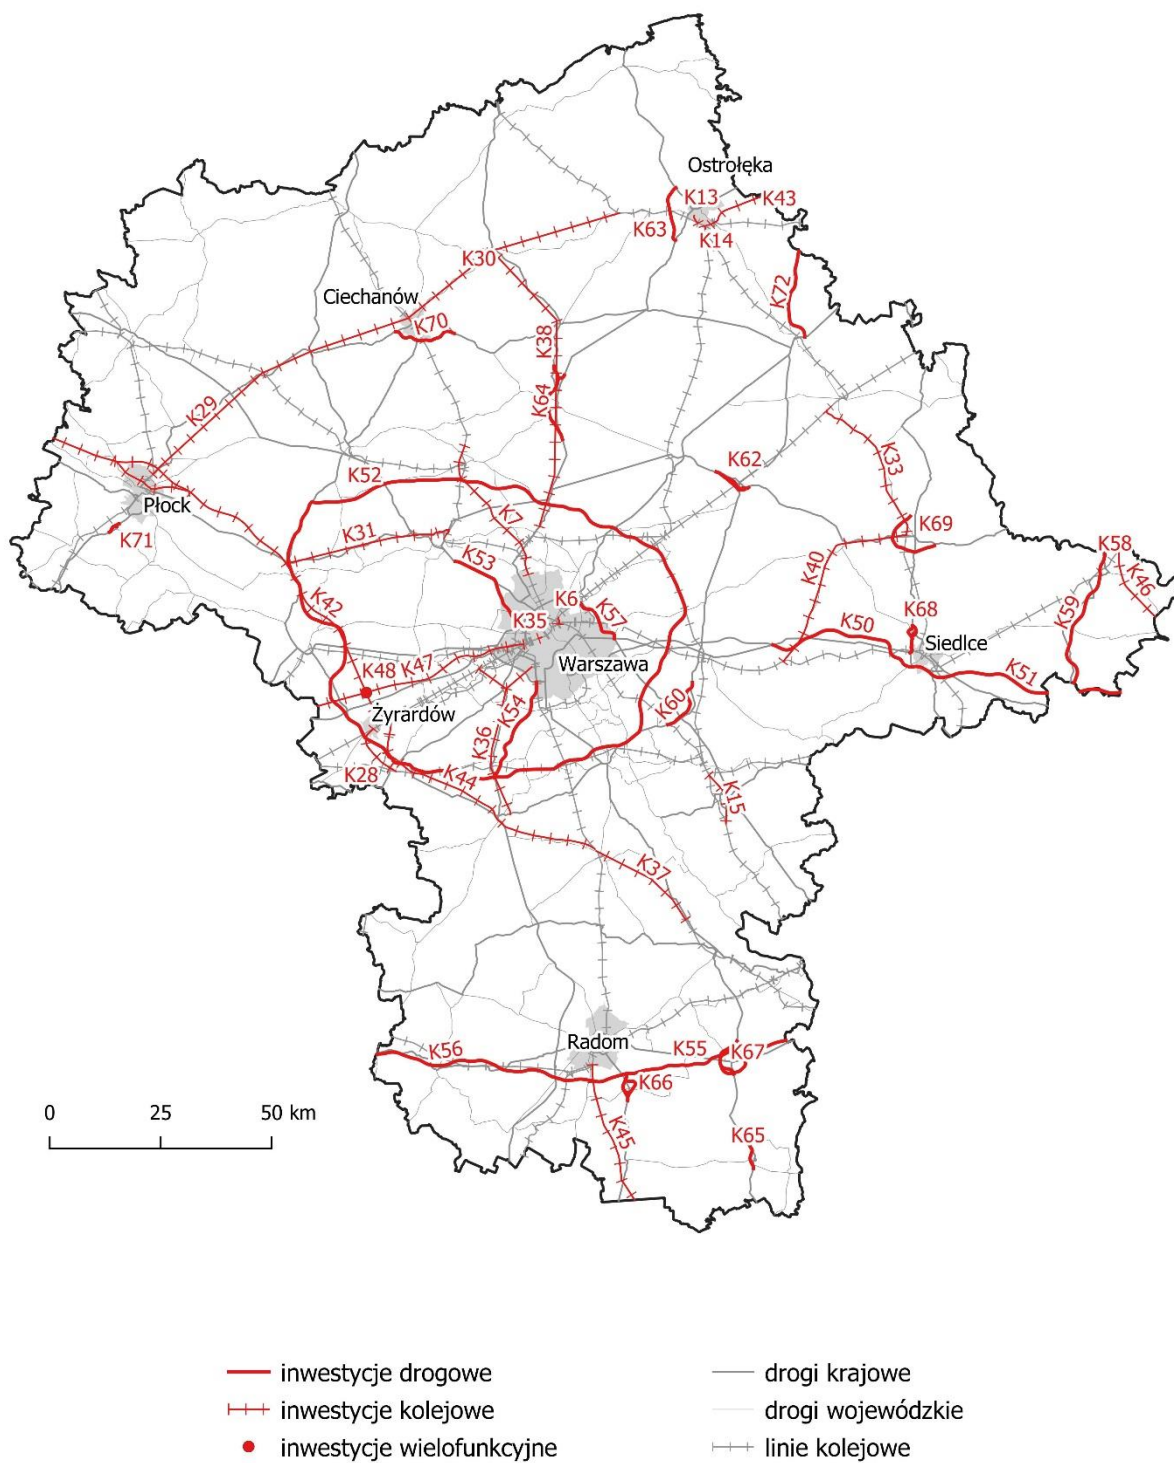 Ostrołęka
K13
K43
K63
K14
K30
K72
Ciechanów
K70
K38
K64
K29
K62
K33
K52
Płock
K7
K69
K71
K31
K58
K53
K40
K46
K42
K6
K59
K57
K68
K35
K50
Siedlce
Warszawa
K48
K47
K51
K60
Żyrardów
K54
K36
K28
K44
K15
K37
Radom
K56
K55
K67
K66
0 25 50 km
K45
K65
inwestycje drogowe
inwestycje kolejowe
inwestycje wielofunkcyjne
drogi krajowe
drogi wojewódzkie
linie kolejowe